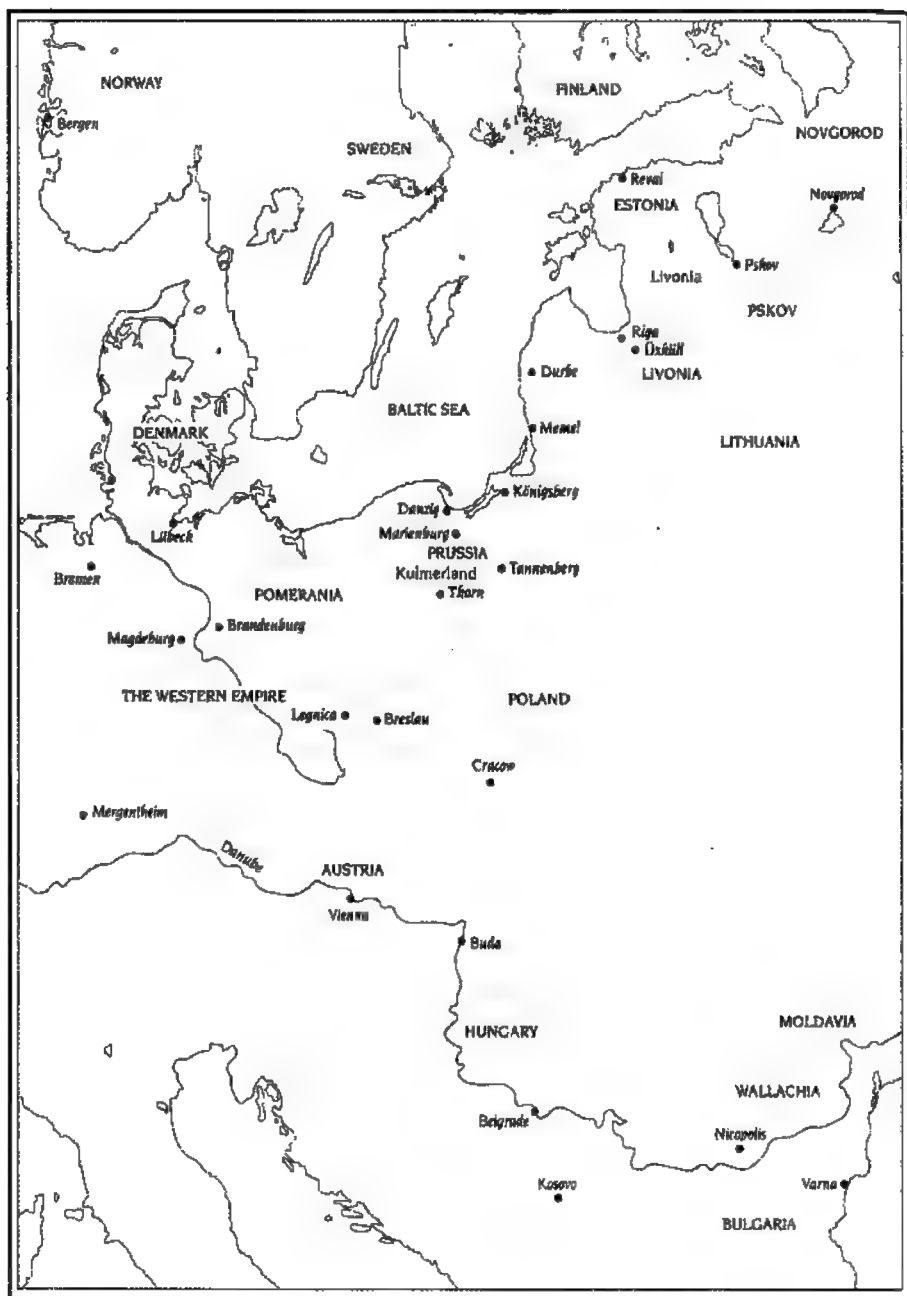 NORWAY
FINLAND
Bergen
NOVGOROD
SWEDEN
Reval
ESTONIA
Novgorod
Livonia
Pskov
PSKOV
Riga
Üxküll
LIVONIA
Durbe
BALTIC SEA
Memel
DENMARK
LITHUANIA
Königsberg
Danzig
Lübeck
Marienburg
PRUSSIA
Bremen
Tannenberg
Kulmerland
POMERANIA
Thorn
Brandenburg
Magdeburg
THE WESTERN EMPIRE
POLAND
Legnica
Breslau
Cracow
Mergentheim
Danube
AUSTRIA
Vienna
Buda
HUNGARY
MOLDAVIA
WALLACHIA
Belgrade
Nicopolis
Kosovo
Varna
BULGARIA